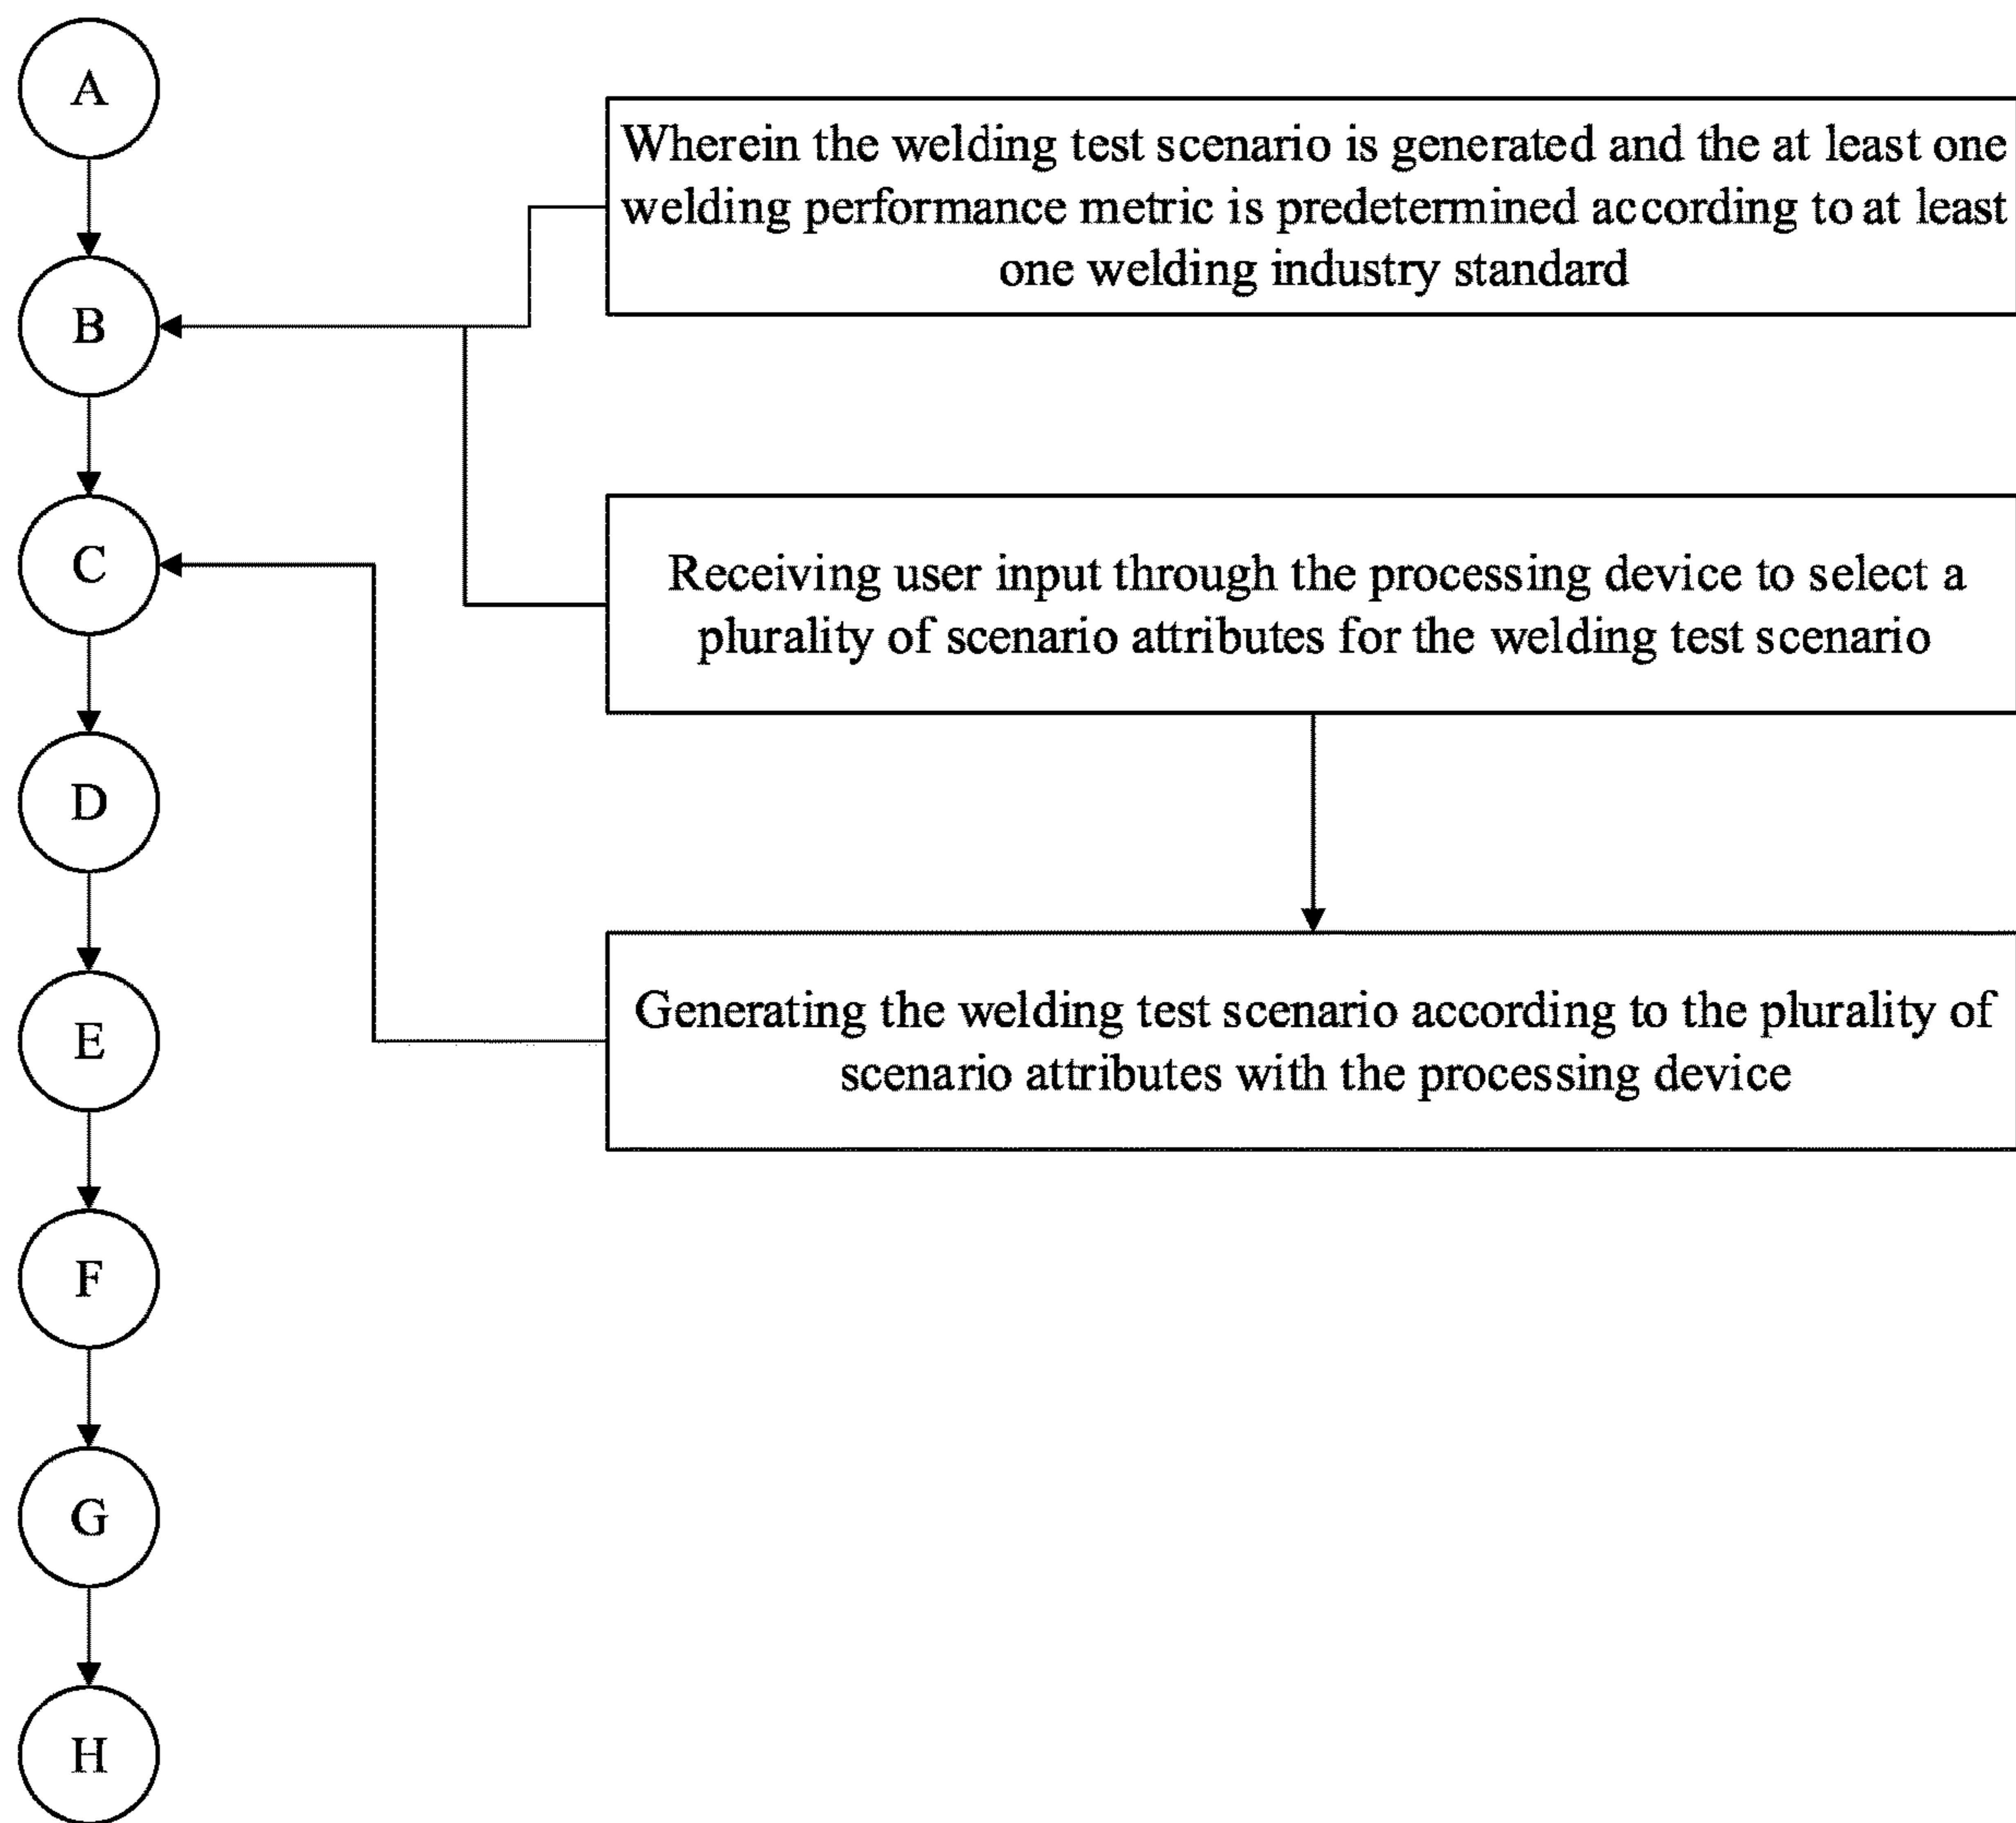 A
Wherein the welding test scenario is generated and the at least one
welding performance metric is predetermined according to at least
one welding industry standard
B
Receiving user input through the processing device to select a
plurality of scenario attributes for the welding test scenario
C
D
Generating the welding test scenario according to the plurality of
scenario attributes with the processing device
E
F
G
H